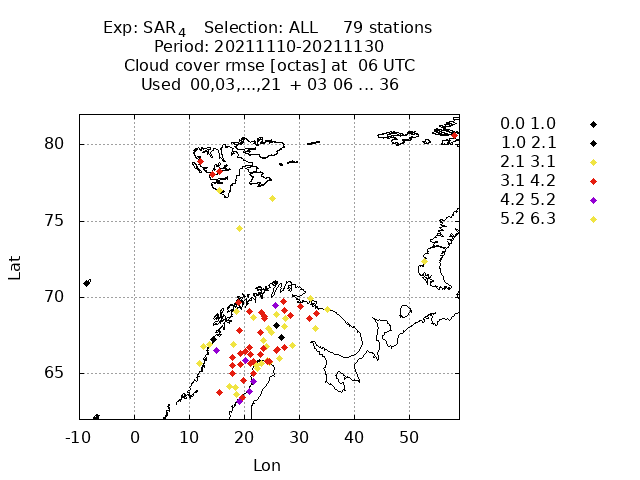 Exp: SAR4 Selection: ALL 79 stations
Period: 20211110-20211130
Cloud cover rmse [octas] at 06 UTC
Used 00,03,...,21 + 03 06 ... 36
80
75
70
65
-10 0 10 20 30 40 50
Lat
Lon
0.0 1.0
1.0 2.1
2.1 3.1
3.1 4.2
4.2 5.2
5.2 6.3